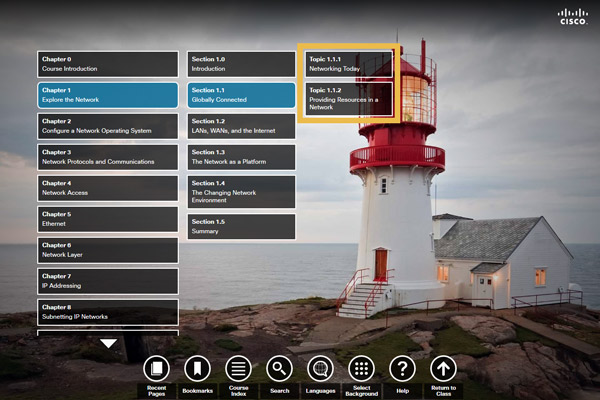 CISCO.
Chapter 0
Course Introduction
Chapter 1
Explore the Network
Chapter 2
Configure a Network Operating System
Chapter 3
Network Protocols and Communications
Chapter 4
Network Access
Chapter 5
Ethernet
Chapter 6
Network Layer
Chapter 7
IP Addressing
Chapter 8
Subnetting IP Networks
Section 1.0
Introduction
Section 1.1
Globally Connected
Section 1.2
LANs, WANs, and the Internet
Section 1.3
The Network as a Platform
Section 1.4
The Changing Network
Environment
Section 1.5
Summary
Topic 1.1.1
Networking Today
Topic 1.1.2
Providing Resources in a
Network
Recent
Pages
Bookmarks
Course
Index
Search
Languages
Select
Background
?
Help
Return to
Class